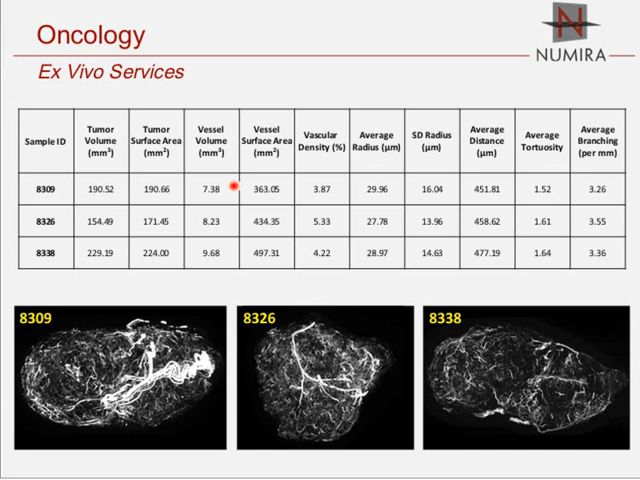 Oncology
NUMIRA
Ex Vivo Services
Sample ID Tumor Volume (mm³) Tumor Surface Area (mm²) Vessel Volume (mm³) Vessel Surface Area (mm²) Vascular Density (%) Average Radius (µm) SD Radius (µm) Average Distance (µm) Average Tortuosity Average Branching (per mm)
8309 190.52 190.66 7.38 363.05 3.87 29.96 16.04 451.81 1.52 3.26
8326 154.49 171.45 8.23 434.35 5.33 27.78 13.96 458.62 1.61 3.55
8338 229.19 224.00 9.68 497.31 4.22 28.97 14.63 477.19 1.64 3.36
8309 8326 8338